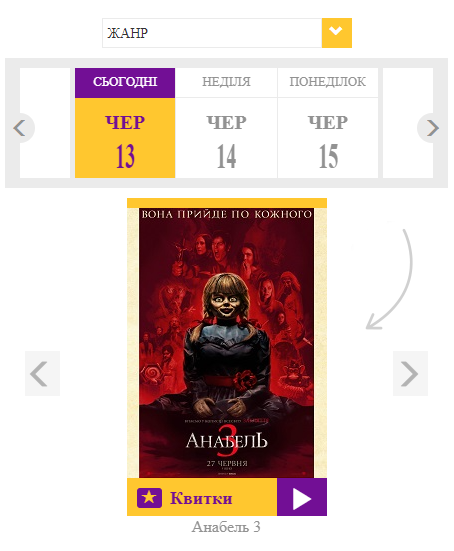 ЖАНР
СЬОГОДНІ
НЕДІЛЯ
ПОНЕДІЛОК
ЧЕР
ЧЕР
ЧЕР
13
14
15
ВОНА ПРИЙДЕ ПО КОЖНОГО
3
АНАБЕЛЬ
27 ЧЕРВНЯ
Квитки
Анабель 3